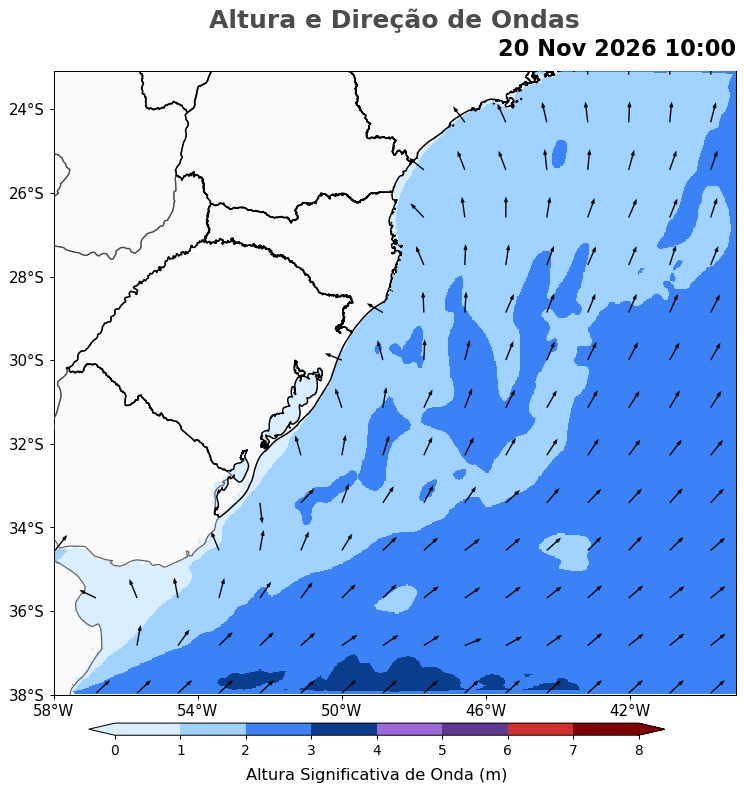 Altura e Direção de Ondas
20 Nov 2026 10:00
24°S
26°S
28°S
30°S
32°S
34°S
36°S
38°S
58°W 54°W 50°W 46°W 42°W
0 1 2 3 4 5 6 7 8
Altura Significativa de Onda (m)